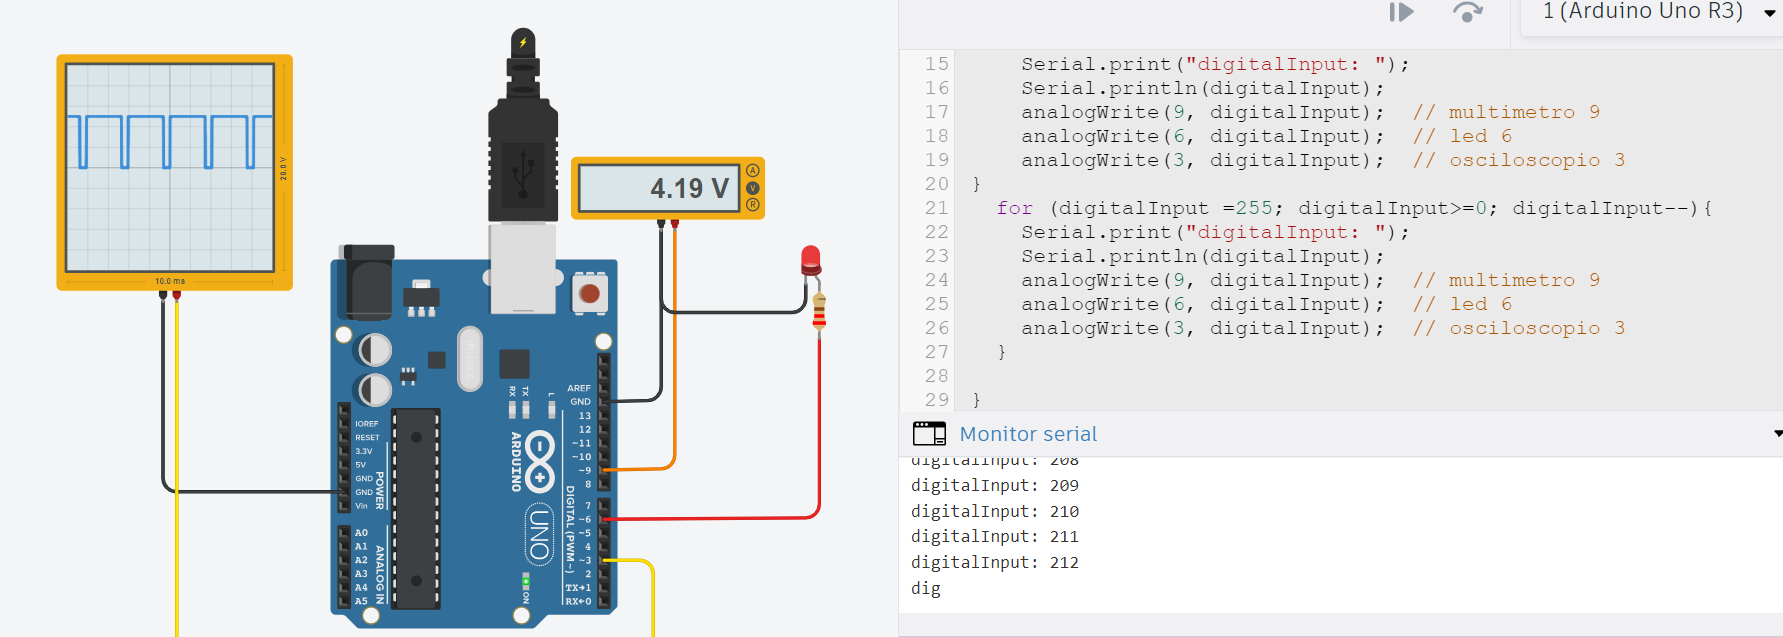 1 (Arduino Uno R3)
20.0 V
10.0 ms
4.19 V
A
V
R
15 Serial.print("digitalInput: ");
16 Serial.println(digitalInput);
17 analogWrite(9, digitalInput); // multimetro 9
18 analogWrite(6, digitalInput); // led 6
19 analogWrite(3, digitalInput); // osciloscopio 3
20 }
21 for (digitalInput =255; digitalInput>=0; digitalInput--){
22 Serial.print("digitalInput: ");
23 Serial.println(digitalInput);
24 analogWrite(9, digitalInput); // multimetro 9
25 analogWrite(6, digitalInput); // led 6
26 analogWrite(3, digitalInput); // osciloscopio 3
27 }
28
29 }
Monitor serial
digitalInput: 208
digitalInput: 209
digitalInput: 210
digitalInput: 211
digitalInput: 212
dig
IOREF
RESET
3.3V
5V
GND
GND
Vin
POWER
A0
A1
A2
A3
A4
A5
ANALOG IN
RX
TX
L
ARDUINO
UNO
ON
AREF
GND
13
12
~11
~10
~9
8
7
~6
~5
4
~3
2
TX→1
RX←0
DIGITAL (PWM~)